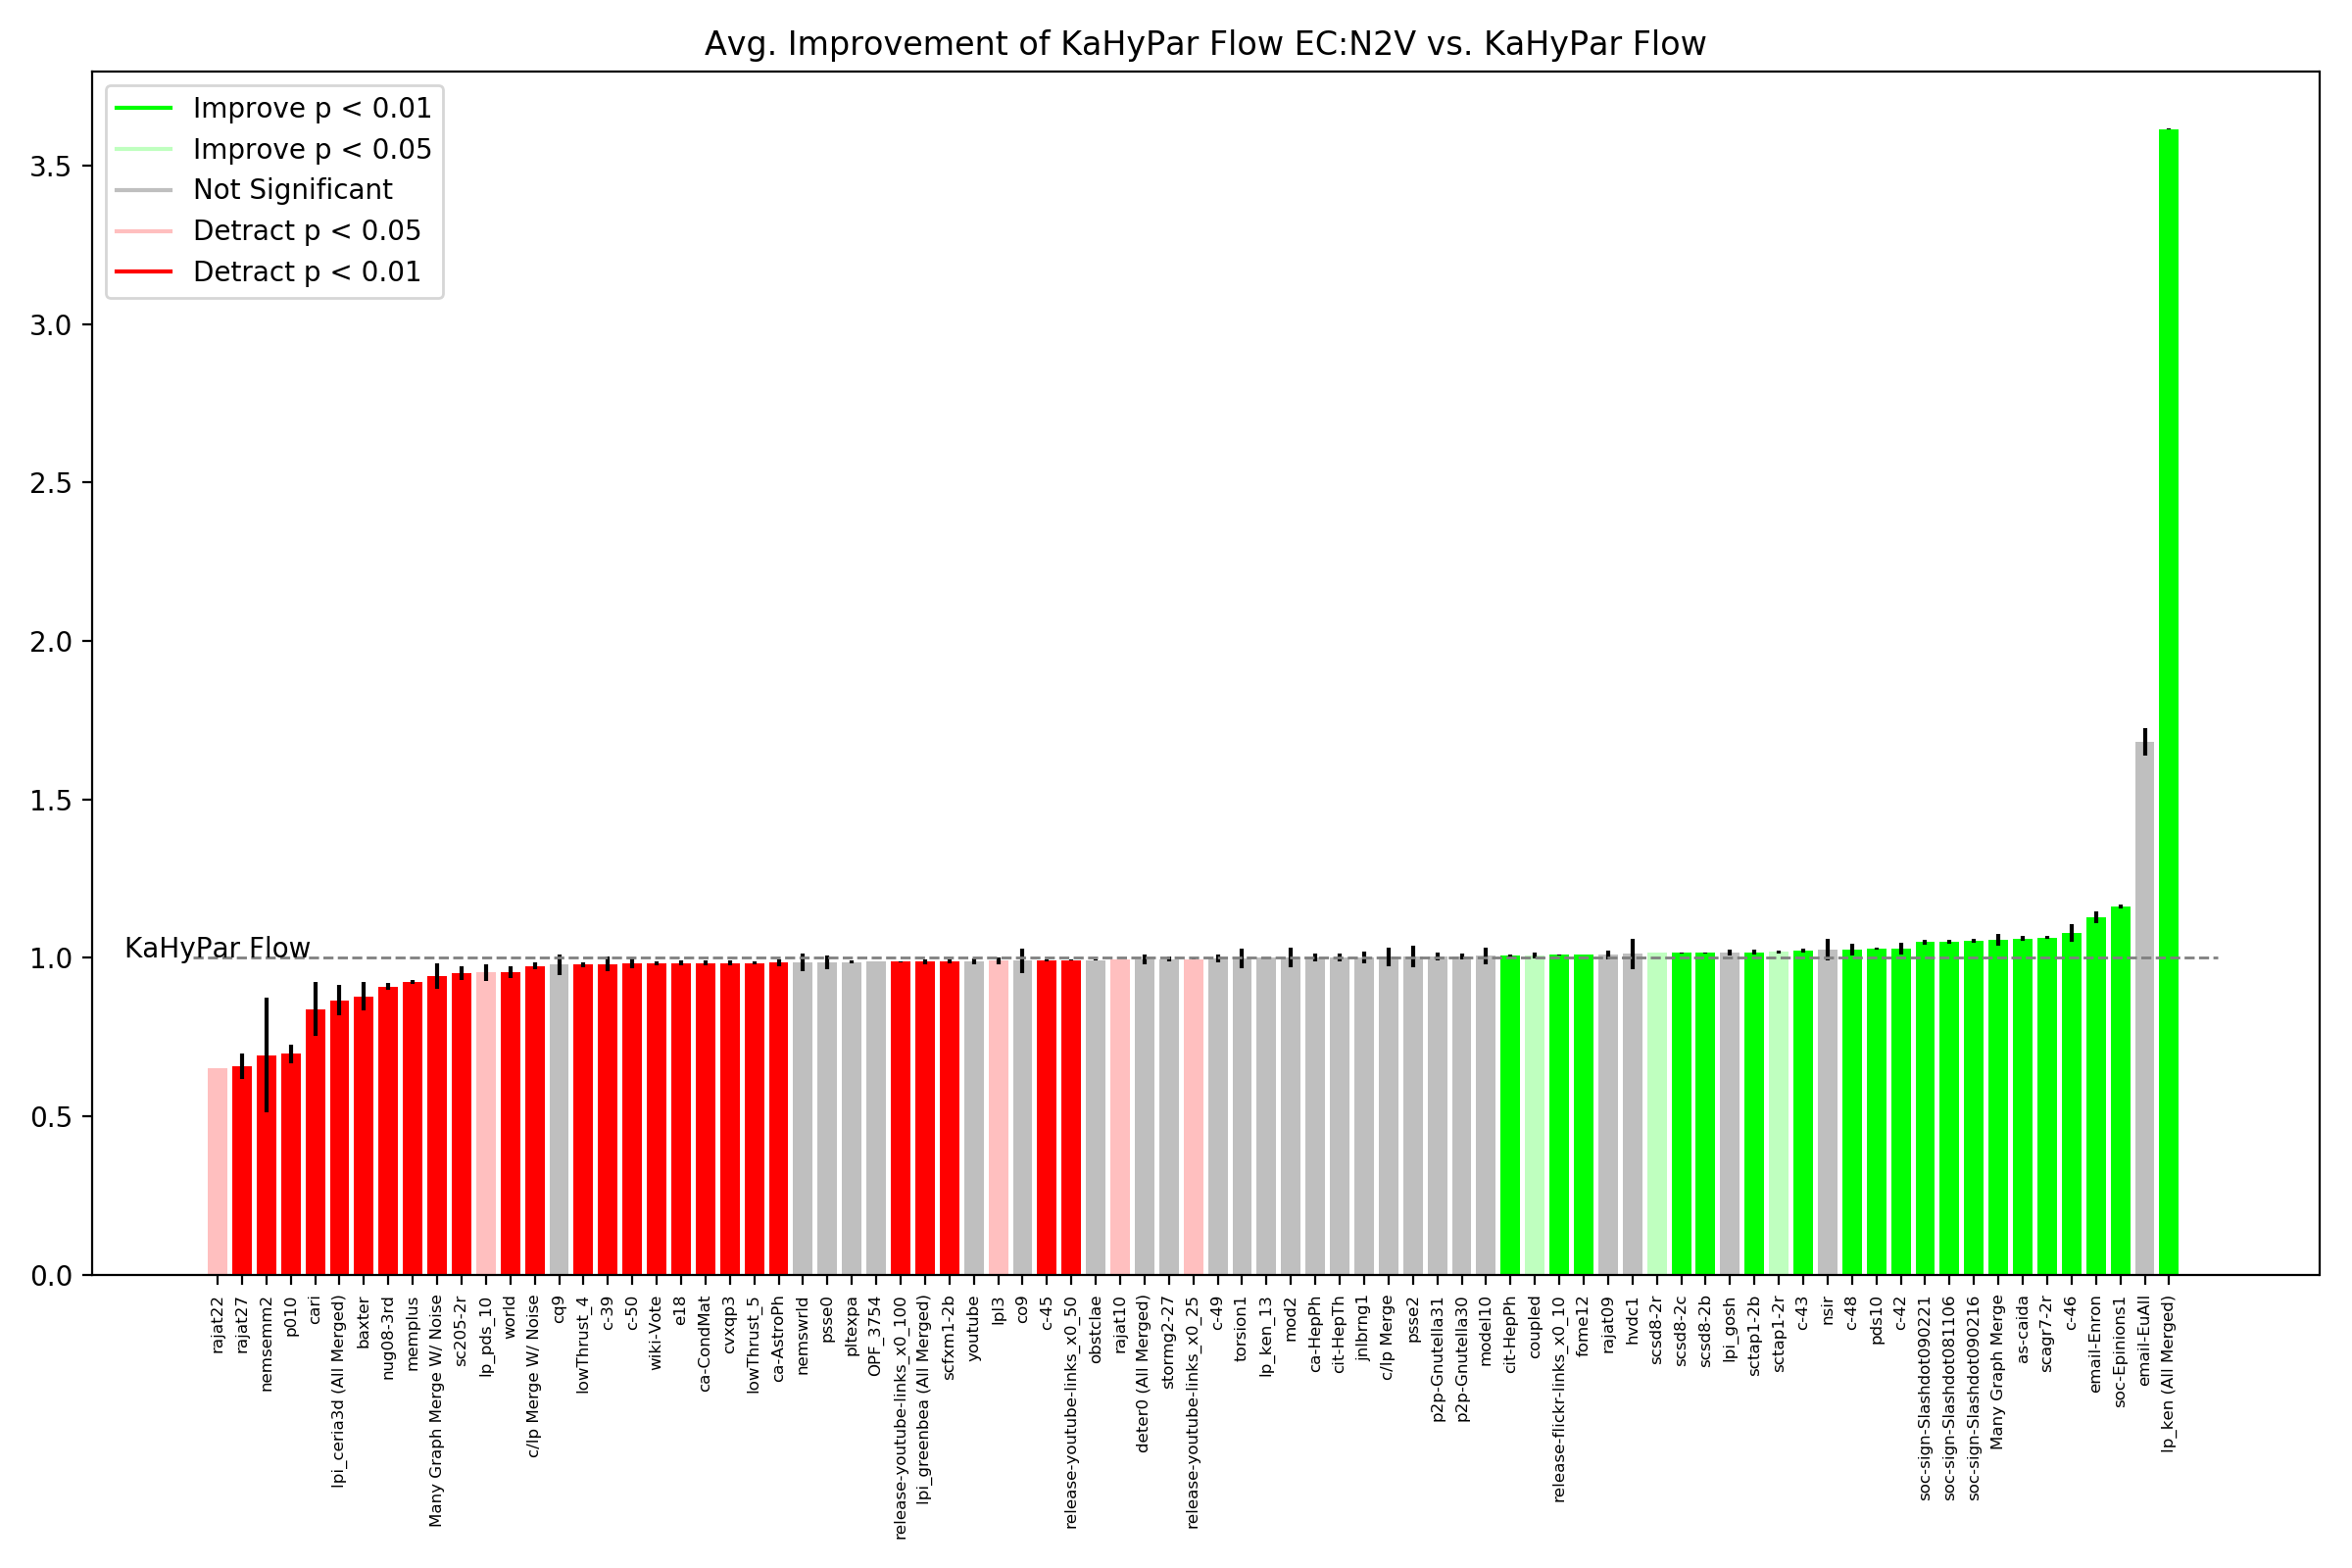 Avg. Improvement of KaHyPar Flow EC:N2V vs. KaHyPar Flow
Improve p < 0.01
Improve p < 0.05
Not Significant
Detract p < 0.05
Detract p < 0.01
3.5
3.0
2.5
2.0
1.5
1.0
0.5
0.0
KaHyPar Flow
rajat22
rajat27
nemsemm2
p010
cari
lpi_ceria3d (All Merged)
baxter
nug08-3rd
memplus
Many Graph Merge W/ Noise
sc205-2r
lp_pds_10
world
c/lp Merge W/ Noise
cq9
lowThrust_4
c-39
c-50
wiki-Vote
e18
ca-CondMat
cvxqp3
lowThrust_5
ca-AstroPh
nemswrld
psse0
pltexpa
OPF_3754
release-youtube-links_x0_100
lpi_greenbea (All Merged)
scfxm1-2b
youtube
lpl3
co9
c-45
release-youtube-links_x0_50
obstclae
rajat10
deter0 (All Merged)
stormg2-27
release-youtube-links_x0_25
c-49
torsion1
lp_ken_13
mod2
ca-HepPh
cit-HepTh
jnlbrng1
c/lp Merge
psse2
p2p-Gnutella31
p2p-Gnutella30
model10
cit-HepPh
coupled
release-flickr-links_x0_10
fome12
rajat09
hvdc1
scsd8-2r
scsd8-2c
scsd8-2b
lpi_gosh
sctap1-2b
sctap1-2r
c-43
nsir
c-48
pds10
c-42
soc-sign-Slashdot090221
soc-sign-Slashdot081106
soc-sign-Slashdot090216
Many Graph Merge
as-caida
scagr7-2r
c-46
email-Enron
soc-Epinions1
email-EuAll
lp_ken (All Merged)